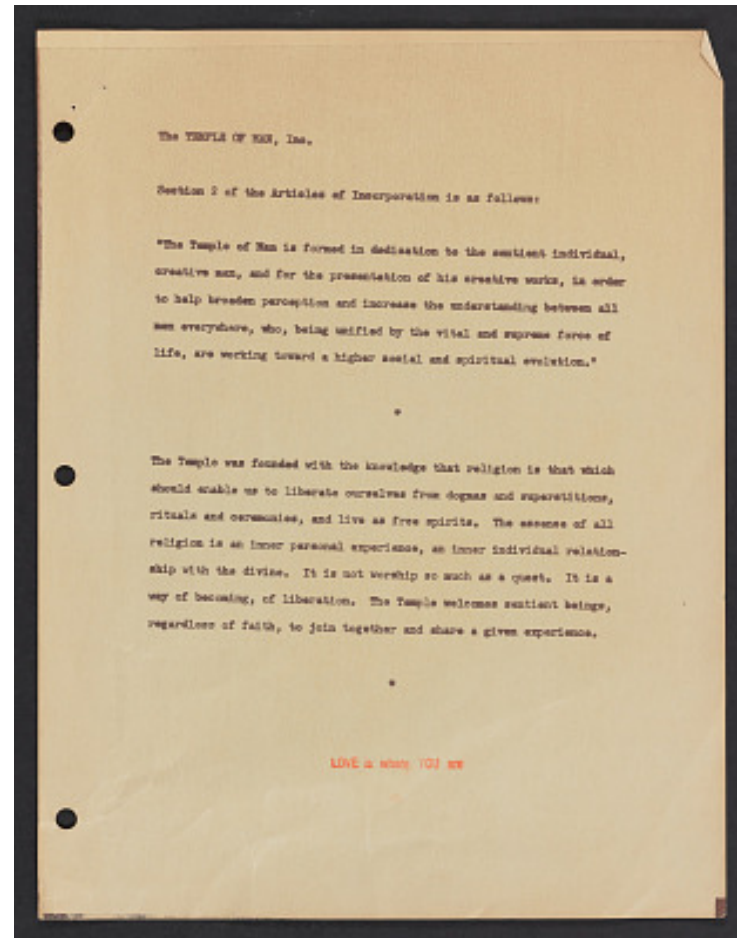 The TEMPLE OF MAN, Inc.
Section 2 of the Articles of Incorporation is as follows:
"The Temple of Man is formed in dedication to the sentient individual,
creative man, and for the presentation of his creative works, in order
to help broaden perception and increase the understanding between all
men everywhere, who, being unified by the vital and supreme force of
life, are working toward a higher social and spiritual evolution."
*
The Temple was founded with the knowledge that religion is that which
should enable us to liberate ourselves from dogmas and superstitions,
rituals and ceremonies, and live as free spirits. The essence of all
religion is an inner personal experience, an inner individual relation-
ship with the divine. It is not worship so much as a quest. It is a
way of becoming, of liberation. The Temple welcomes sentient beings,
regardless of faith, to join together and share a given experience.
*
LOVE is where YOU are